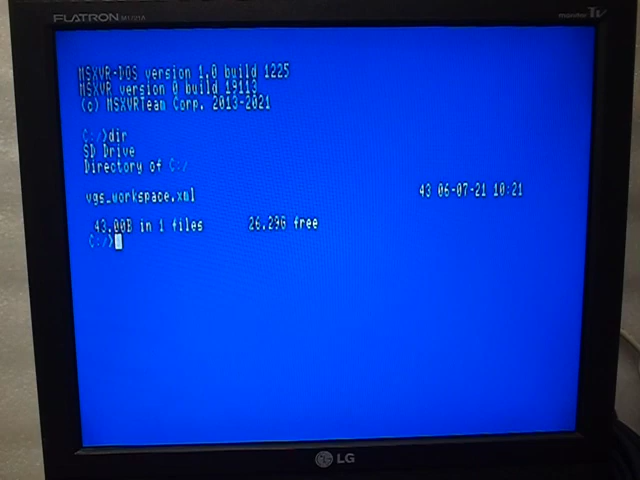 FLATRON M1721A
monitor TV
MSXVR-DOS version 1.0 build 1225
MSXVR version 0 build 19113
(c) MSXVRTeam Corp. 2013-2021
C:/>dir
SD Drive
Directory of C:/
vgs_workspace.xml 43 06-07-21 10:21
43.00B in 1 files 26.29G free
C:/>
LG